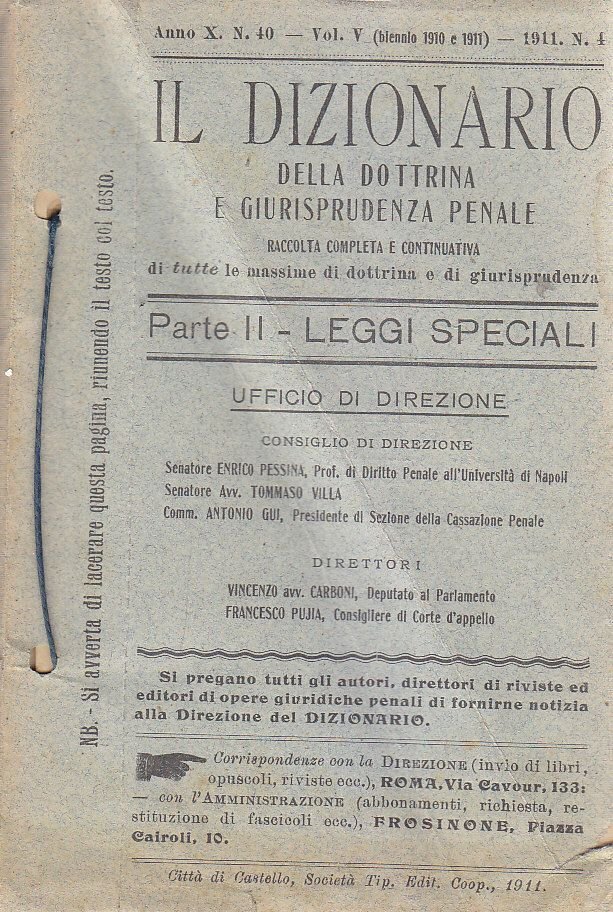 Anno X. N. 40 — Vol. V (biennio 1910 e 1911) — 1911. N. 4
IL DIZIONARIO
DELLA DOTTRINA
E GIURISPRUDENZA PENALE
RACCOLTA COMPLETA E CONTINUATIVA
di tutte le massime di dottrina e di giurisprudenza
Parte II - LEGGI SPECIALI
UFFICIO DI DIREZIONE
CONSIGLIO DI DIREZIONE
Senatore ENRICO PESSINA, Prof. di Diritto Penale all'Università di Napoli
Senatore Avv. TOMMASO VILLA
Comm. ANTONIO GUI, Presidente di Sezione della Cassazione Penale
DIRETTORI
VINCENZO avv. CARBONI, Deputato al Parlamento
FRANCESCO PUJIA, Consigliere di Corte d'appello
Si pregano tutti gli autori, direttori di riviste ed
editori di opere giuridiche penali di fornirne notizia
alla Direzione del DIZIONARIO.
Corrispondenze con la DIREZIONE (invio di libri,
opuscoli, riviste ecc.), ROMA, Via Cavour, 133;
— con l'AMMINISTRAZIONE (abbonamenti, richiesta, re-
stituzione di fascicoli ecc.), FROSINONE, Piazza
Cairoli, 10.
Città di Castello, Società Tip. Edit. Coop., 1911.
NB. - Si avverta di lacerare questa pagina, riunendo il testo col testo.